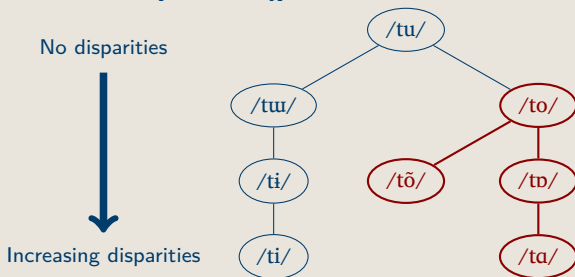 /tu/
No disparities
/tɯ/
/to/
/tɨ/
/tõ/
/tɒ/
Increasing disparities
/ti/
/tɑ/